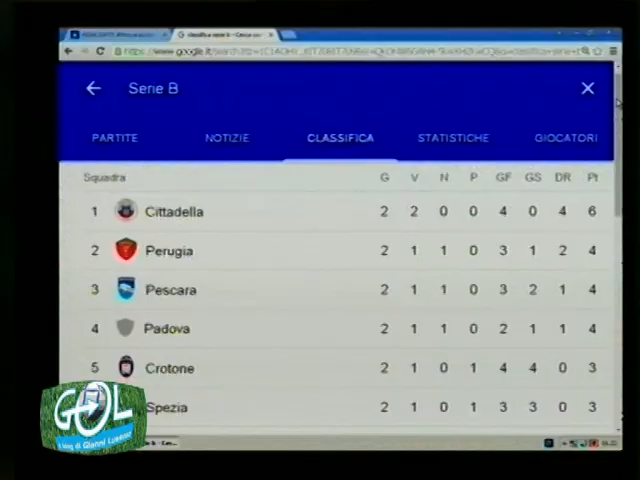 Serie B
PARTITE NOTIZIE CLASSIFICA STATISTICHE GIOCATORI
Squadra G V N P GF GS DR Pt
1 Cittadella 2 2 0 0 4 0 4 6
2 Perugia 2 1 1 0 3 1 2 4
3 Pescara 2 1 1 0 3 2 1 4
4 Padova 2 1 1 0 2 1 1 4
5 Crotone 2 1 0 1 4 4 0 3
Spezia 2 1 0 1 3 3 0 3
GOL